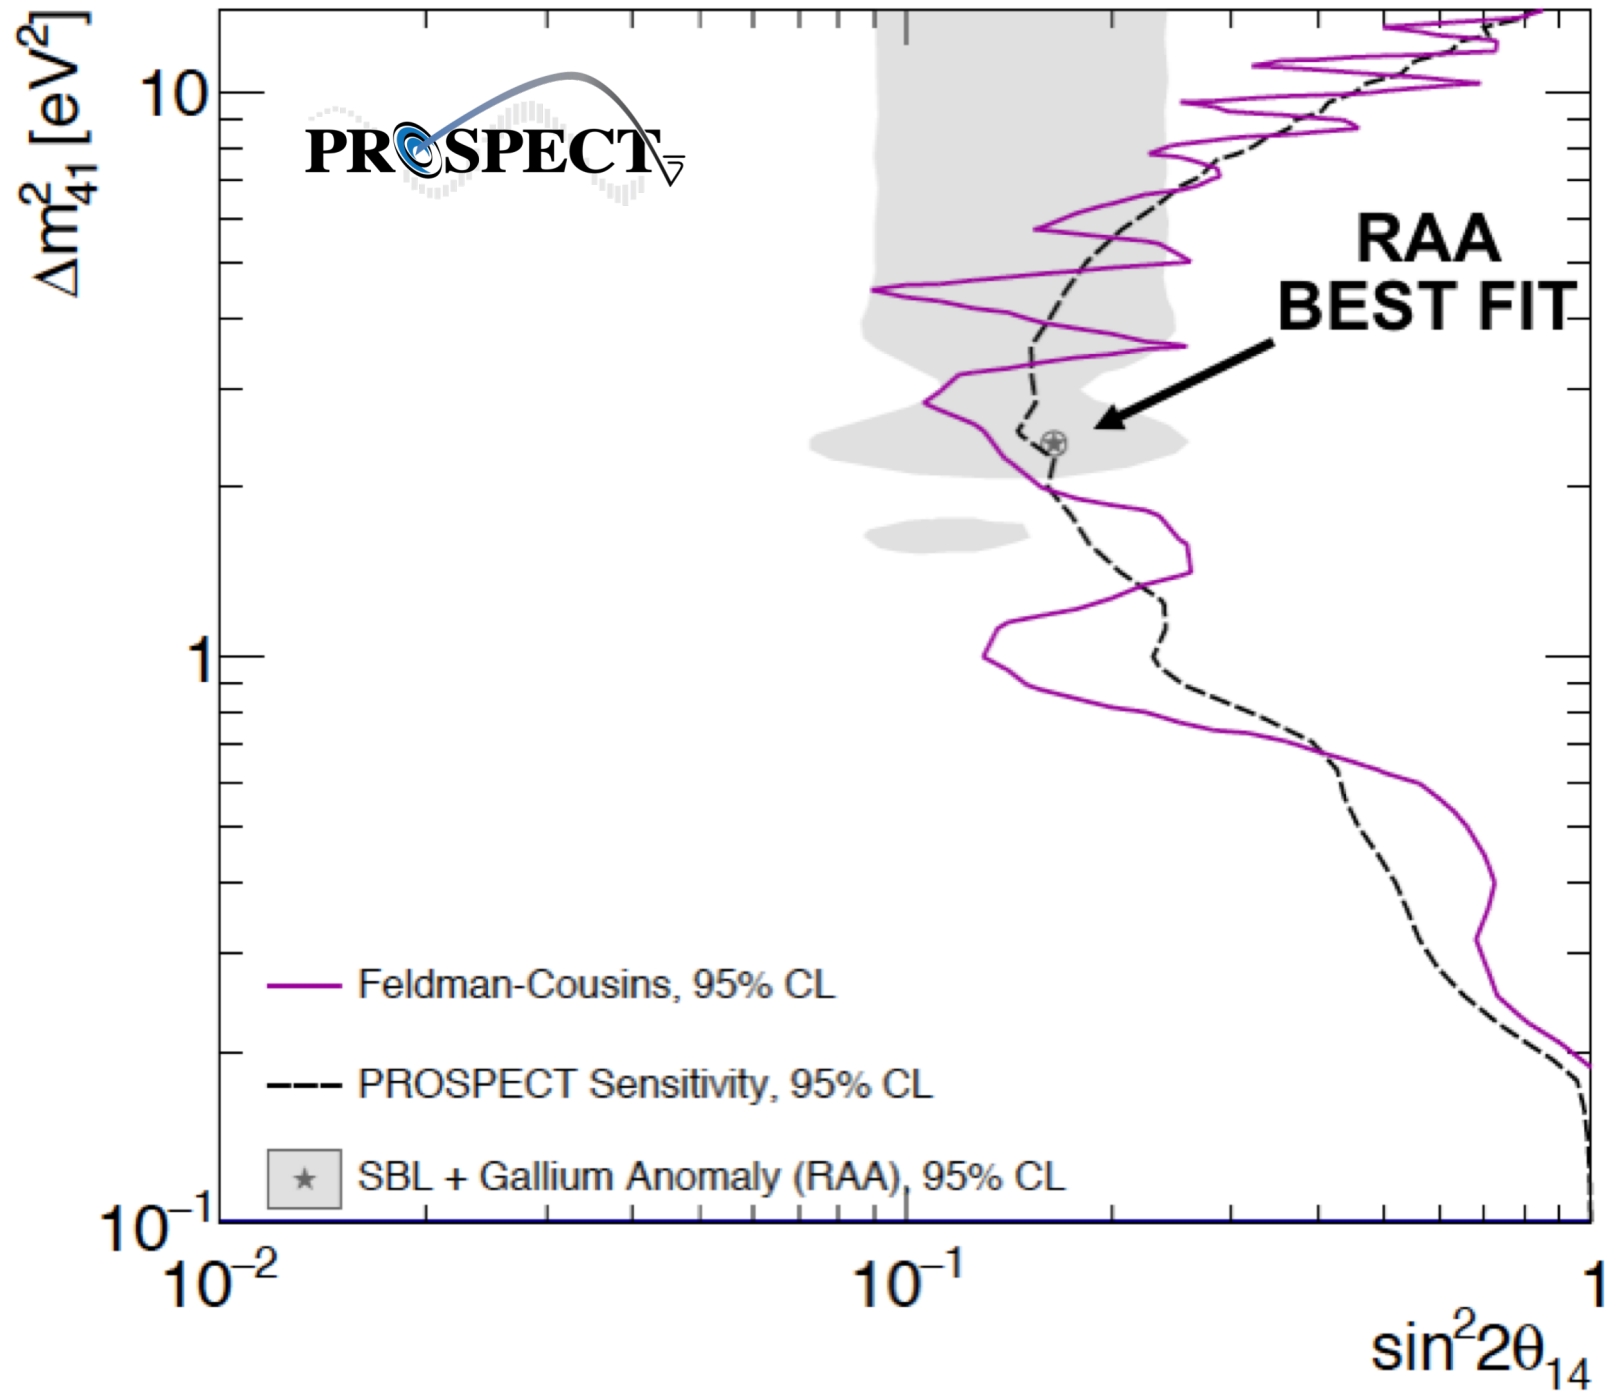 Δm²₄₁ [eV²]
10
1
10⁻¹
PROSPECT ν̅
RAA
BEST FIT
Feldman-Cousins, 95% CL
PROSPECT Sensitivity, 95% CL
SBL + Gallium Anomaly (RAA), 95% CL
10⁻² 10⁻¹ 1
sin²2θ₁₄